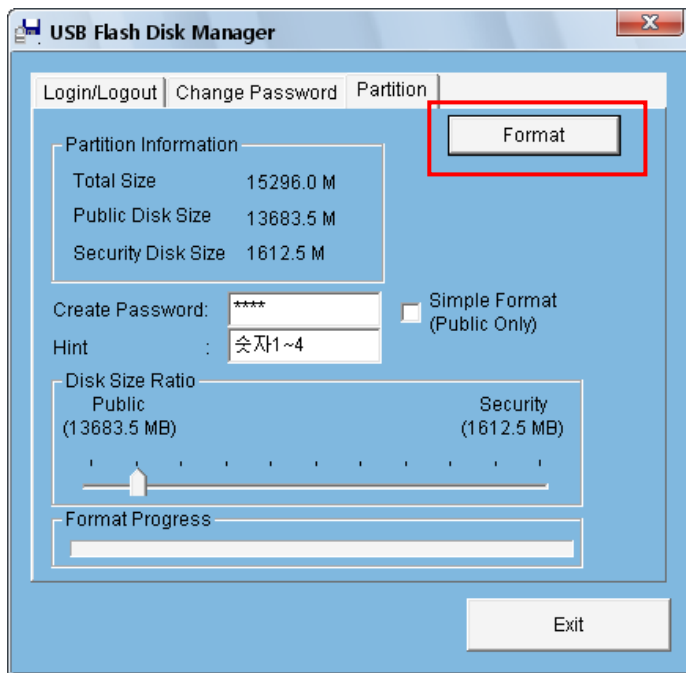 USB Flash Disk Manager
Login/Logout Change Password Partition
Format
Partition Information
Total Size 15296.0 M
Public Disk Size 13683.5 M
Security Disk Size 1612.5 M
Create Password: ****
Simple Format
(Public Only)
Hint : 숫자1~4
Disk Size Ratio
Public Security
(13683.5 MB) (1612.5 MB)
Format Progress
Exit